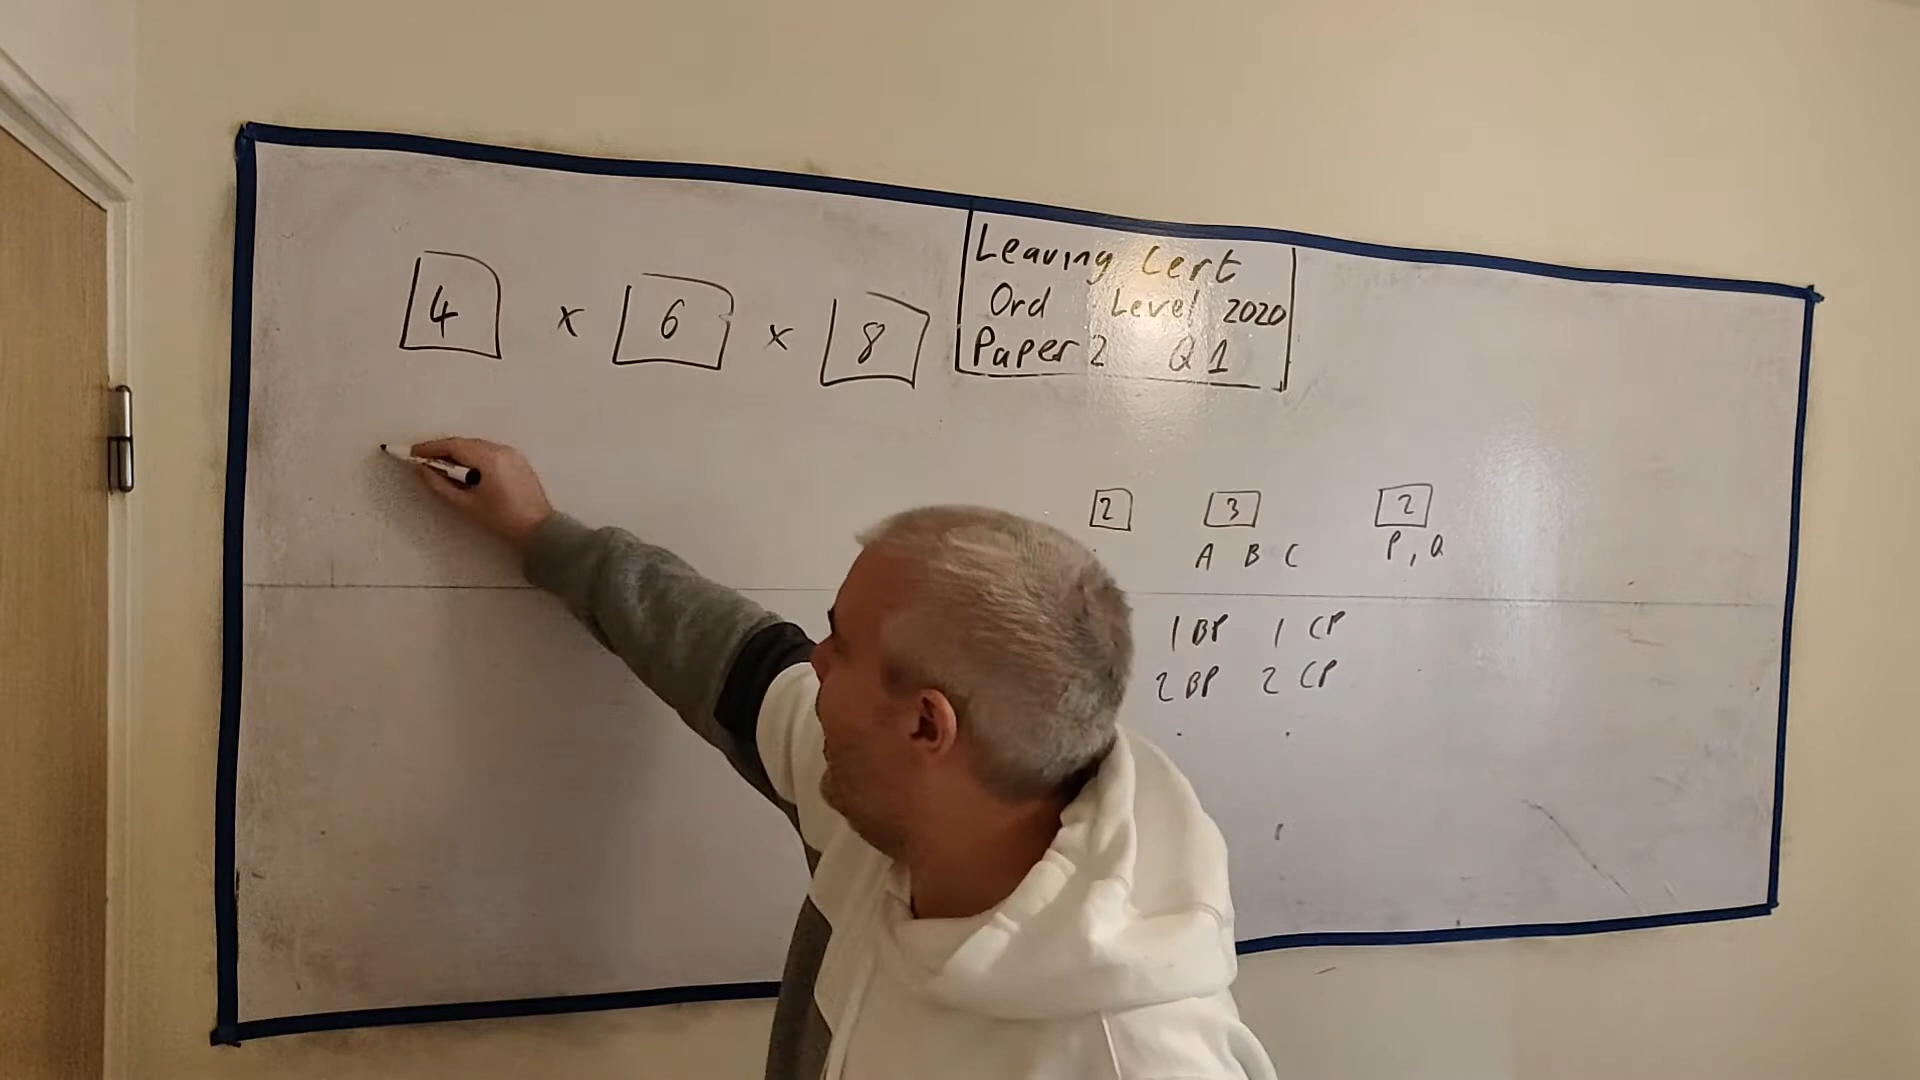 4 x 6 x 8
Leaving Cert
Ord Level 2020
Paper 2 Q1
2 3 2
A B C P, Q
1 BP 1 CP
2 BP 2 CP